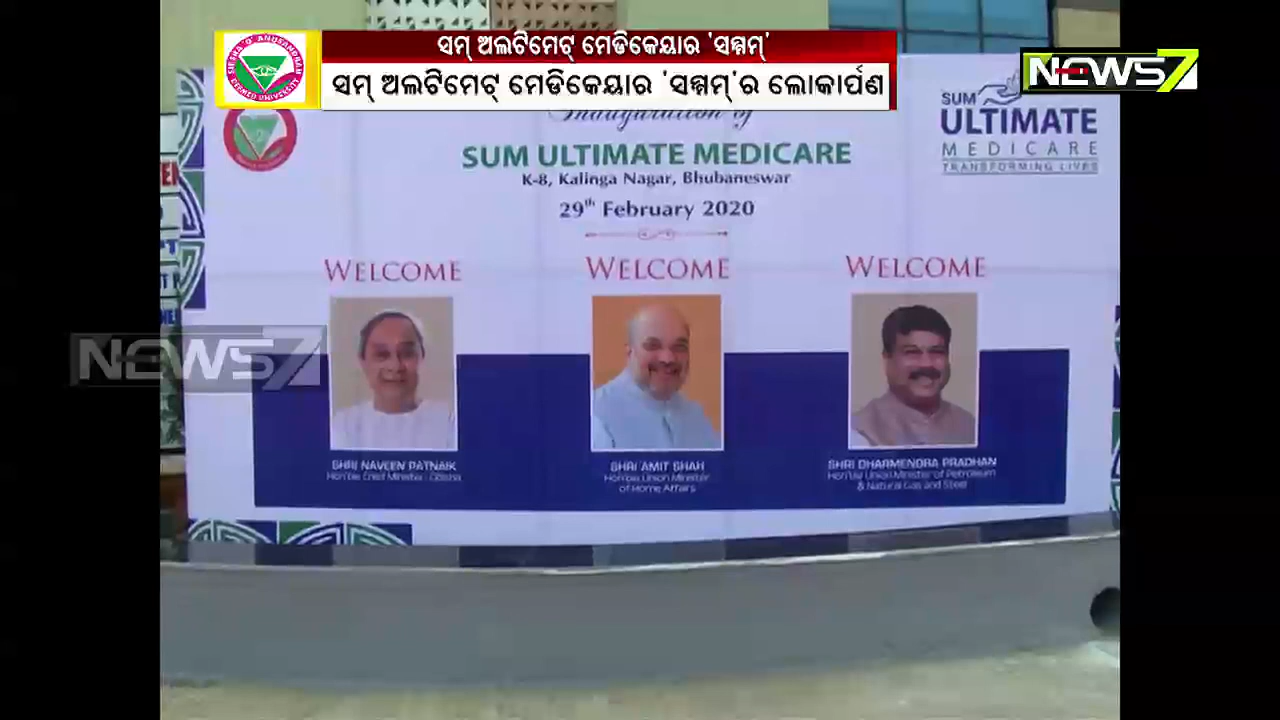 ସମ୍ ଅଲଟିମେଟ୍ ମେଡିକେୟାର 'ସକ୍ଷମ୍'
ସମ୍ ଅଲଟିମେଟ୍ ମେଡିକେୟାର 'ସକ୍ଷମ୍'ର ଲୋକାର୍ପଣ
NEWS7
Inauguration of
SUM ULTIMATE MEDICARE
K-8, Kalinga Nagar, Bhubaneswar
29th February 2020
SUM
ULTIMATE
MEDICARE
TRANSFORMING LIVES
WELCOME WELCOME WELCOME
NEWS7
SHRI NAVEEN PATNAIK
Hon'ble Chief Minister - Odisha
SHRI AMIT SHAH
Hon'ble Union Minister
of Home Affairs
SHRI DHARMENDRA PRADHAN
Hon'ble Union Minister of Petroleum
& Natural Gas and Steel